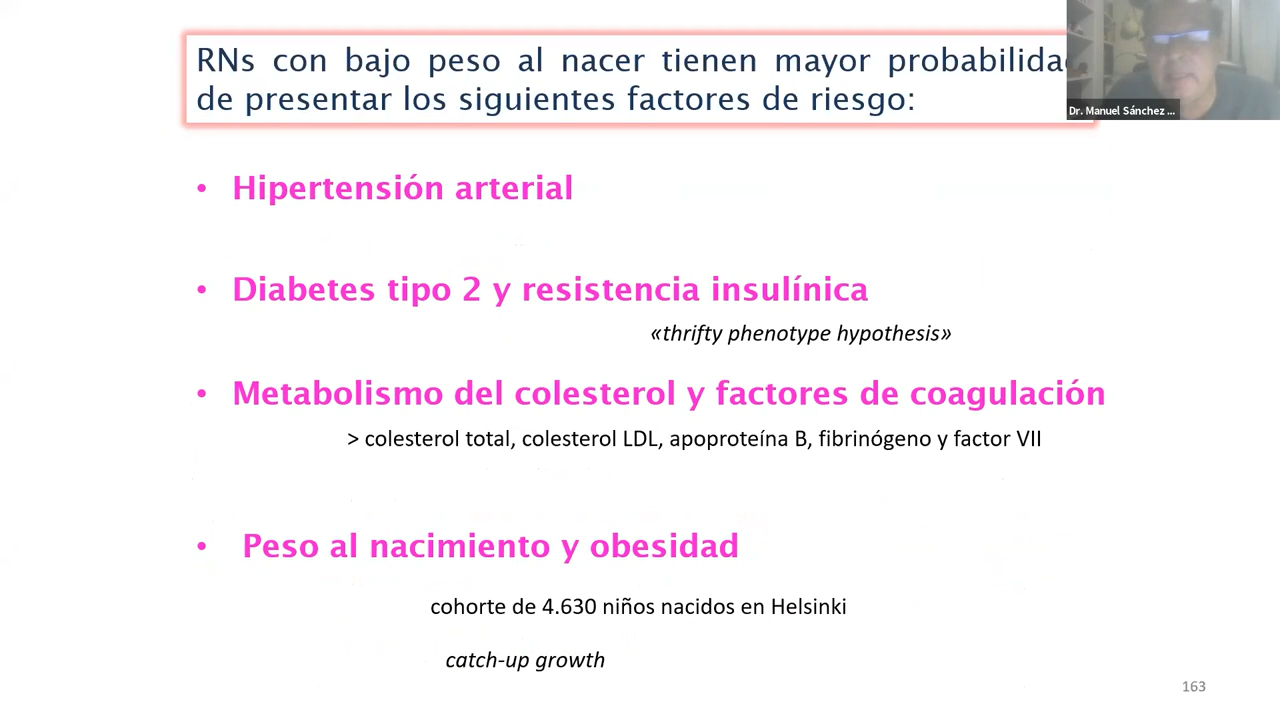 RNs con bajo peso al nacer tienen mayor
de presentar los siguientes factores de riesgo:
Dr. Manuel Sánchez ...
• Hipertensión arterial
• Diabetes tipo 2 y resistencia insulínica
«thrifty phenotype hypothesis»
• Metabolismo del colesterol y factores de coagulación
> colesterol total, colesterol LDL, apoproteína B, fibrinógeno y factor VII
• Peso al nacimiento y obesidad
cohorte de 4.630 niños nacidos en Helsinki
catch-up growth
163